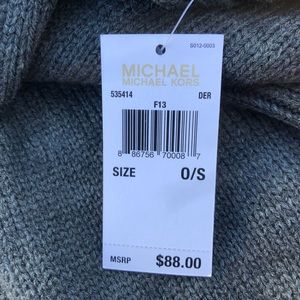 S012-0003
MICHAEL
MICHAEL KORS
535414 DER
F13
8 86756 70008 7
SIZE O/S
MSRP $88.00